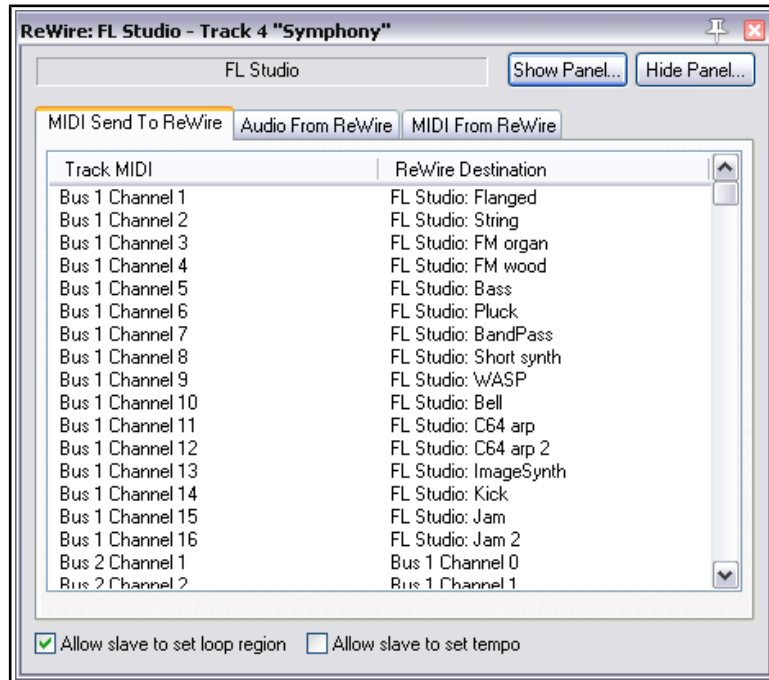 ReWire: FL Studio - Track 4 "Symphony"
FL Studio Show Panel... Hide Panel...
MIDI Send To ReWire Audio From ReWire MIDI From ReWire
Track MIDI ReWire Destination
Bus 1 Channel 1 FL Studio: Flanged
Bus 1 Channel 2 FL Studio: String
Bus 1 Channel 3 FL Studio: FM organ
Bus 1 Channel 4 FL Studio: FM wood
Bus 1 Channel 5 FL Studio: Bass
Bus 1 Channel 6 FL Studio: Pluck
Bus 1 Channel 7 FL Studio: BandPass
Bus 1 Channel 8 FL Studio: Short synth
Bus 1 Channel 9 FL Studio: WASP
Bus 1 Channel 10 FL Studio: Bell
Bus 1 Channel 11 FL Studio: C64 arp
Bus 1 Channel 12 FL Studio: C64 arp 2
Bus 1 Channel 13 FL Studio: ImageSynth
Bus 1 Channel 14 FL Studio: Kick
Bus 1 Channel 15 FL Studio: Jam
Bus 1 Channel 16 FL Studio: Jam 2
Bus 2 Channel 1 Bus 1 Channel 0
Bus 2 Channel 2 Bus 1 Channel 1
Allow slave to set loop region Allow slave to set tempo